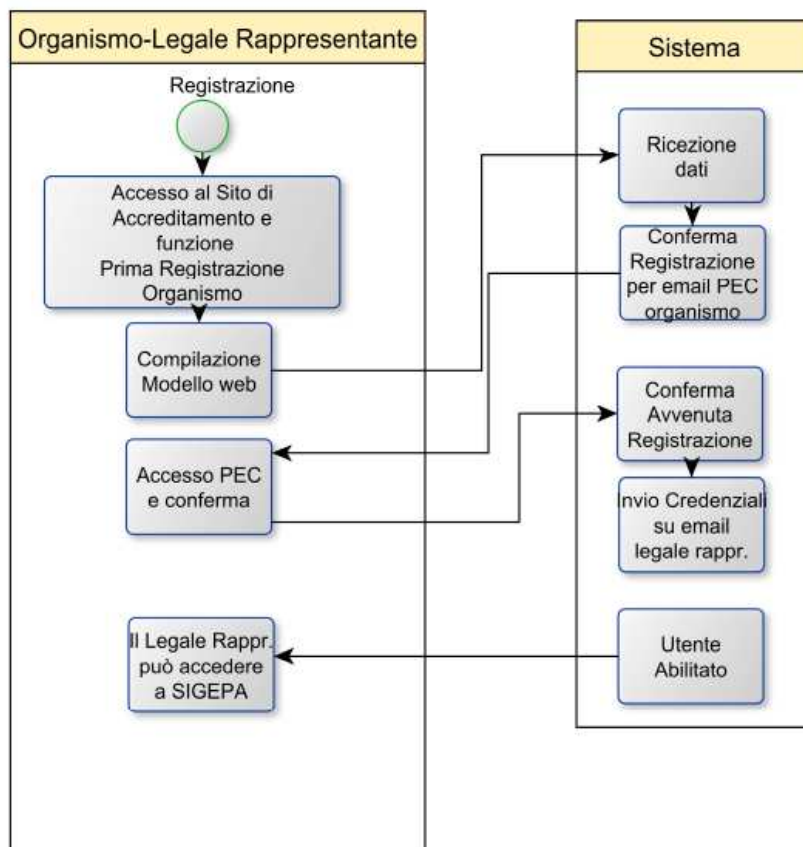 Organismo-Legale Rappresentante
Registrazione
Accesso al Sito di
Accreditamento e
funzione
Prima Registrazione
Organismo
Compilazione
Modello web
Accesso PEC
e conferma
Il Legale Rappr.
può accedere
a SIGEPA
Sistema
Ricezione
dati
Conferma
Registrazione
per email PEC
organismo
Conferma
Avvenuta
Registrazione
Invio Credenziali
su email
legale rappr.
Utente
Abilitato